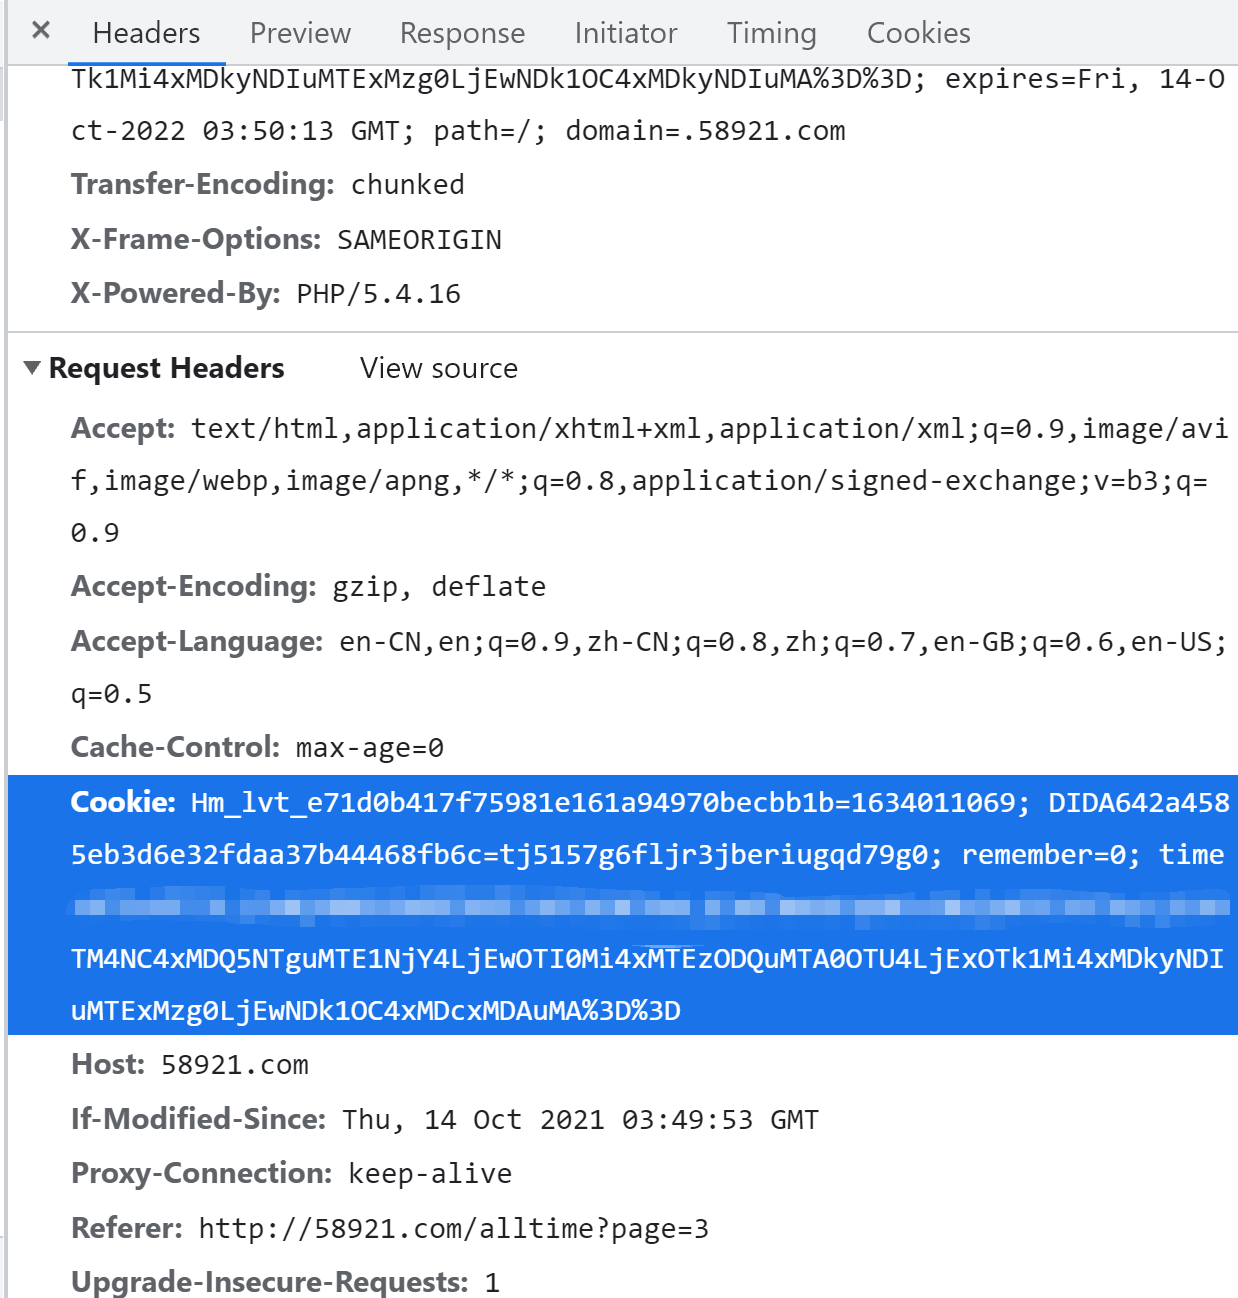 × Headers Preview Response Initiator Timing Cookies
Tk1Mi4xMDkyNDIuMTExMzg0LjEwNDk1OC4xMDkyNDIuMA%3D%3D; expires=Fri, 14-O
ct-2022 03:50:13 GMT; path=/; domain=.58921.com
Transfer-Encoding: chunked
X-Frame-Options: SAMEORIGIN
X-Powered-By: PHP/5.4.16
▼ Request Headers View source
Accept: text/html,application/xhtml+xml,application/xml;q=0.9,image/avi
f,image/webp,image/apng,*/*;q=0.8,application/signed-exchange;v=b3;q=
0.9
Accept-Encoding: gzip, deflate
Accept-Language: en-CN,en;q=0.9,zh-CN;q=0.8,zh;q=0.7,en-GB;q=0.6,en-US;
q=0.5
Cache-Control: max-age=0
Cookie: Hm_lvt_e71d0b417f75981e161a94970becbb1b=1634011069; DIDA642a458
5eb3d6e32fdaa37b44468fb6c=tj5157g6fljr3jberiugqd79g0; remember=0; time
TM4NC4xMDQ5NTguMTE1NjY4LjEwOTI0Mi4xMTEzODQuMTA0OTU4LjExOTk1Mi4xMDkyNDI
uMTExMzg0LjEwNDk1OC4xMDcxMDAuMA%3D%3D
Host: 58921.com
If-Modified-Since: Thu, 14 Oct 2021 03:49:53 GMT
Proxy-Connection: keep-alive
Referer: http://58921.com/alltime?page=3
Upgrade-Insecure-Requests: 1